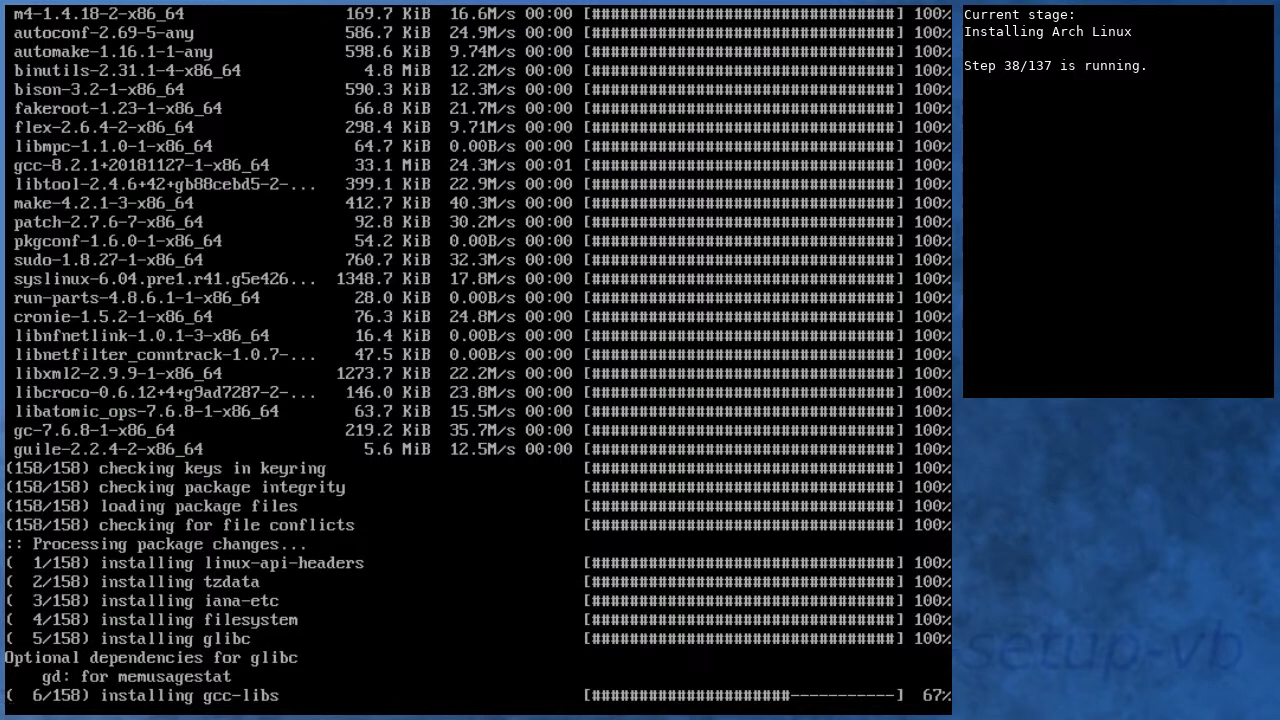 m4-1.4.18-2-x86_64 169.7 KiB 16.6M/s 00:00 [################################] 100%
autoconf-2.69-5-any 586.7 KiB 24.9M/s 00:00 [################################] 100%
automake-1.16.1-1-any 598.6 KiB 9.74M/s 00:00 [################################] 100%
binutils-2.31.1-4-x86_64 4.8 MiB 12.2M/s 00:00 [################################] 100%
bison-3.2-1-x86_64 590.3 KiB 12.3M/s 00:00 [################################] 100%
fakeroot-1.23-1-x86_64 66.8 KiB 21.7M/s 00:00 [################################] 100%
flex-2.6.4-2-x86_64 298.4 KiB 9.71M/s 00:00 [################################] 100%
libmpc-1.1.0-1-x86_64 64.7 KiB 0.00B/s 00:00 [################################] 100%
gcc-8.2.1+20181127-1-x86_64 33.1 MiB 24.3M/s 00:01 [################################] 100%
libtool-2.4.6+42+gb88cebd5-2-... 399.1 KiB 22.9M/s 00:00 [################################] 100%
make-4.2.1-3-x86_64 412.7 KiB 40.3M/s 00:00 [################################] 100%
patch-2.7.6-7-x86_64 92.8 KiB 30.2M/s 00:00 [################################] 100%
pkgconf-1.6.0-1-x86_64 54.2 KiB 0.00B/s 00:00 [################################] 100%
sudo-1.8.27-1-x86_64 760.7 KiB 32.3M/s 00:00 [################################] 100%
syslinux-6.04.pre1.r41.g5e426... 1348.7 KiB 17.8M/s 00:00 [################################] 100%
run-parts-4.8.6.1-1-x86_64 28.0 KiB 0.00B/s 00:00 [################################] 100%
cronie-1.5.2-1-x86_64 76.3 KiB 24.8M/s 00:00 [################################] 100%
libnfnetlink-1.0.1-3-x86_64 16.4 KiB 0.00B/s 00:00 [################################] 100%
libnetfilter_conntrack-1.0.7-... 47.5 KiB 0.00B/s 00:00 [################################] 100%
libxml2-2.9.9-1-x86_64 1273.7 KiB 22.2M/s 00:00 [################################] 100%
libcroco-0.6.12+4+g9ad7287-2-... 146.0 KiB 23.8M/s 00:00 [################################] 100%
libatomic_ops-7.6.8-1-x86_64 63.7 KiB 15.5M/s 00:00 [################################] 100%
gc-7.6.8-1-x86_64 219.2 KiB 35.7M/s 00:00 [################################] 100%
guile-2.2.4-2-x86_64 5.6 MiB 12.5M/s 00:00 [################################] 100%
(158/158) checking keys in keyring [################################] 100%
(158/158) checking package integrity [################################] 100%
(158/158) loading package files [################################] 100%
(158/158) checking for file conflicts [################################] 100%
:: Processing package changes...
( 1/158) installing linux-api-headers [################################] 100%
( 2/158) installing tzdata [################################] 100%
( 3/158) installing iana-etc [################################] 100%
( 4/158) installing filesystem [################################] 100%
( 5/158) installing glibc [################################] 100%
Optional dependencies for glibc
gd: for memusagestat
( 6/158) installing gcc-libs [#####################-----------] 67%
Current stage:
Installing Arch Linux
Step 38/137 is running.
setup-vb